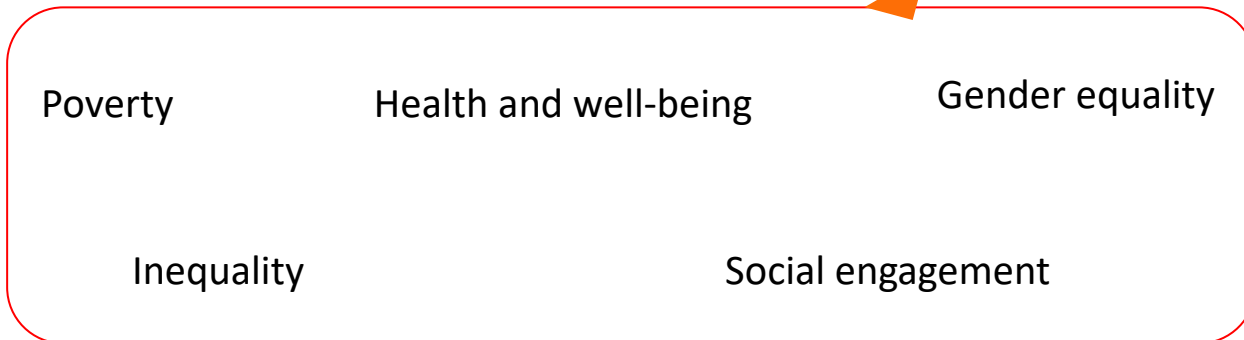 Poverty
Health and well-being
Gender equality
Inequality
Social engagement